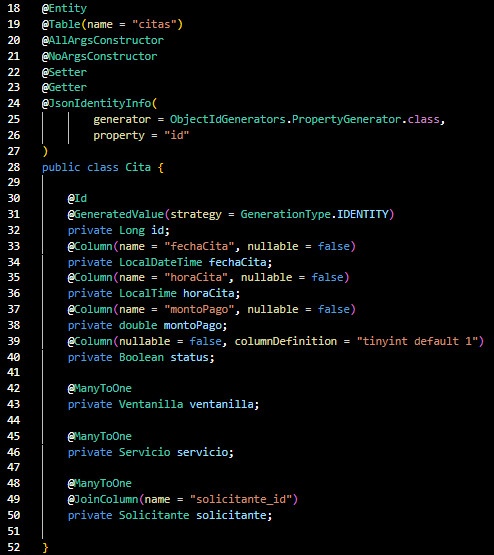 18 @Entity
19 @Table(name = "citas")
20 @AllArgsConstructor
21 @NoArgsConstructor
22 @Setter
23 @Getter
24 @JsonIdentityInfo(
25 generator = ObjectIdGenerators.PropertyGenerator.class,
26 property = "id"
27 )
28 public class Cita {
29
30 @Id
31 @GeneratedValue(strategy = GenerationType.IDENTITY)
32 private Long id;
33 @Column(name = "fechaCita", nullable = false)
34 private LocalDateTime fechaCita;
35 @Column(name = "horaCita", nullable = false)
36 private LocalTime horaCita;
37 @Column(name = "montoPago", nullable = false)
38 private double montoPago;
39 @Column(nullable = false, columnDefinition = "tinyint default 1")
40 private Boolean status;
41
42 @ManyToOne
43 private Ventanilla ventanilla;
44
45 @ManyToOne
46 private Servicio servicio;
47
48 @ManyToOne
49 @JoinColumn(name = "solicitante_id")
50 private Solicitante solicitante;
51
52 }